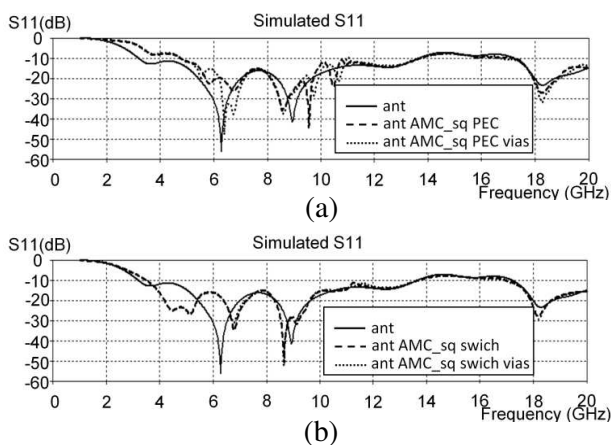 S11(dB) Simulated S11
0
-10
-20
-30
-40
-50
-60
ant
ant AMC_sq PEC
ant AMC_sq PEC vias
0 2 4 6 8 10 12 14 16 18 20
Frequency (GHz)
(a)
S11(dB) Simulated S11
0
-10
-20
-30
-40
-50
-60
ant
ant AMC_sq swich
ant AMC_sq swich vias
0 2 4 6 8 10 12 14 16 18 20
Frequency (GHz)
(b)